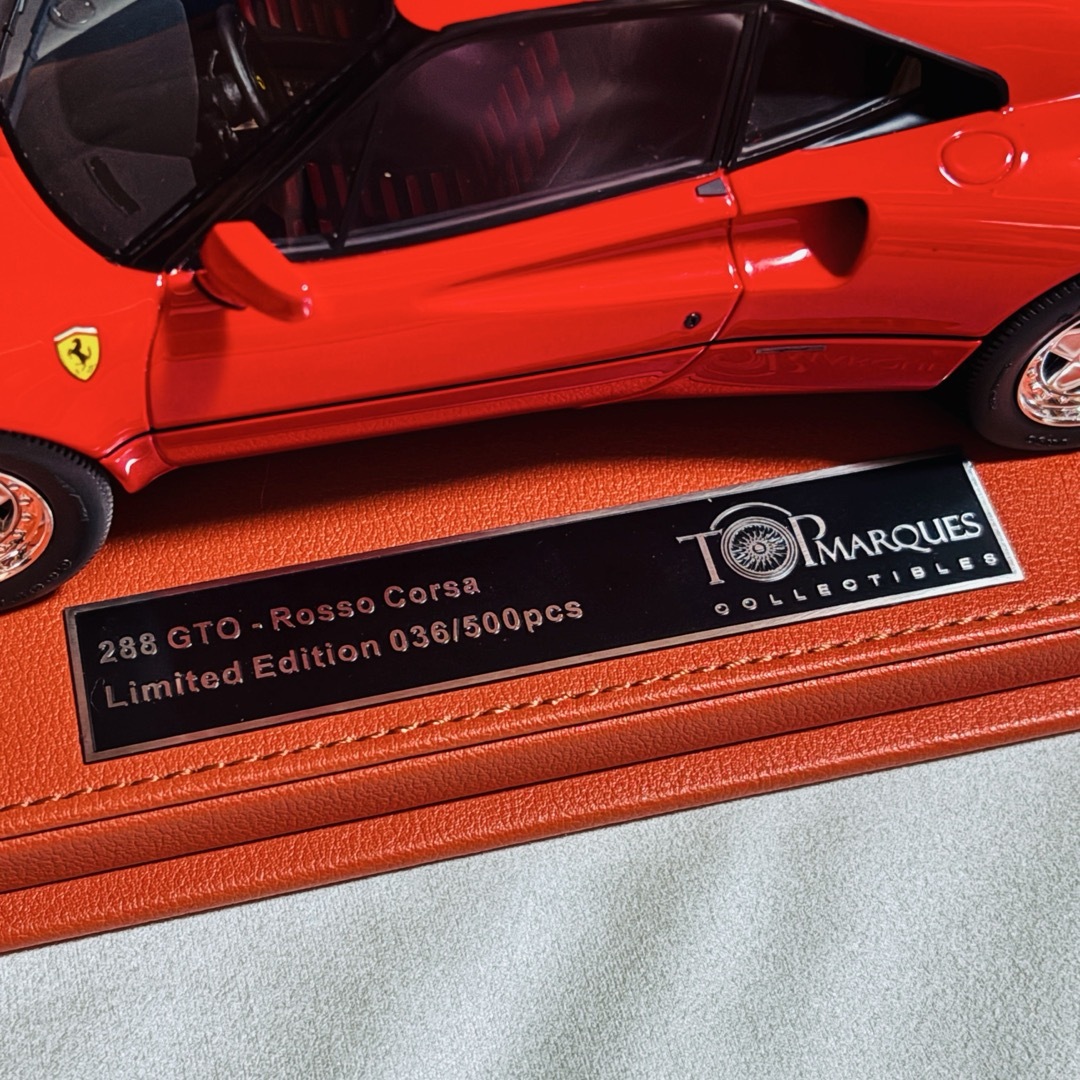 288 GTO - Rosso Corsa
Limited Edition 036/500pcs
TOPMARQUES
COLLECTIBLES